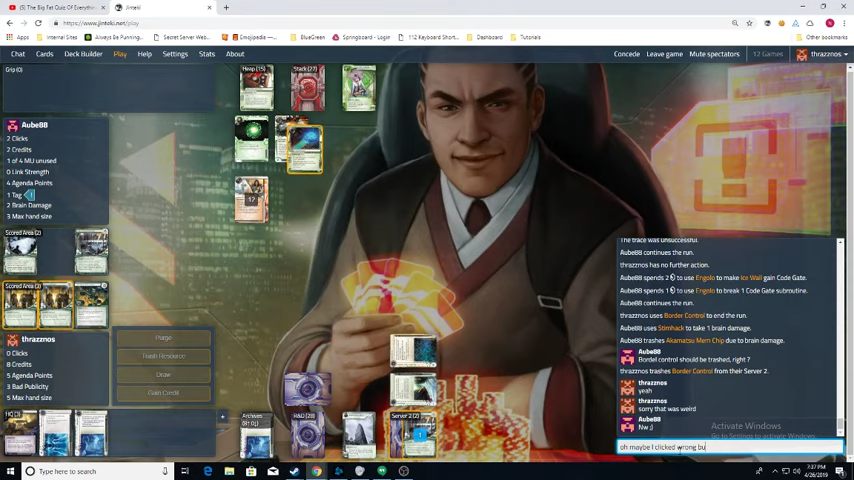 (5) The Big Fat Quiz Of Everythin
Jinteki
https://www.jinteki.net/play
Apps
Internal Sites
Always Be Running
Secret Server Web
Emojipedia
BlueGreen
Springboard - Login
112 Keyboard Short
Dashboard
Tutorials
Other bookmarks
Chat
Cards
Deck Builder
Play
Help
Settings
Stats
About
Concede
Leave game
Mute spectators
12 Games
thrazznos
Grip (0)
Heap (12)
Stack (27)
Aube88
2 Clicks
2 Credits
1 of 4 MU unused
0 Link Strength
4 Agenda Points
1 Tag !
2 Brain Damage
3 Max hand size
12
Scored Area (2)
Scored Area (3)
thrazznos
0 Clicks
8 Credits
5 Agenda Points
3 Bad Publicity
5 Max hand size
Purge
Trash Resource
Draw
Gain Credit
HQ (3)
Archives
R&D (28)
Server 2 (2)
1
The trace was unsuccessful.
Aube88 continues the run.
thrazznos has no further action.
Aube88 spends 2 to use Engolo to make Ice Wall gain Code Gate.
Aube88 spends 1 to use Engolo to break 1 Code Gate subroutine.
Aube88 continues the run.
thrazznos uses Border Control to end the run.
Aube88 uses Stimhack to take 1 brain damage.
Aube88 trashes Akamatsu Mem Chip due to brain damage.
Aube88
Bordel control should be trashed, right ?
thrazznos trashes Border Control from their Server 2.
thrazznos
yeah
thrazznos
sorry that was weird
Aube88
Nw ;)
oh maybe I clicked wrong bu
Activate Windows
Go to Settings to activate Windows.
Type here to search
7:37 PM
4/26/2019